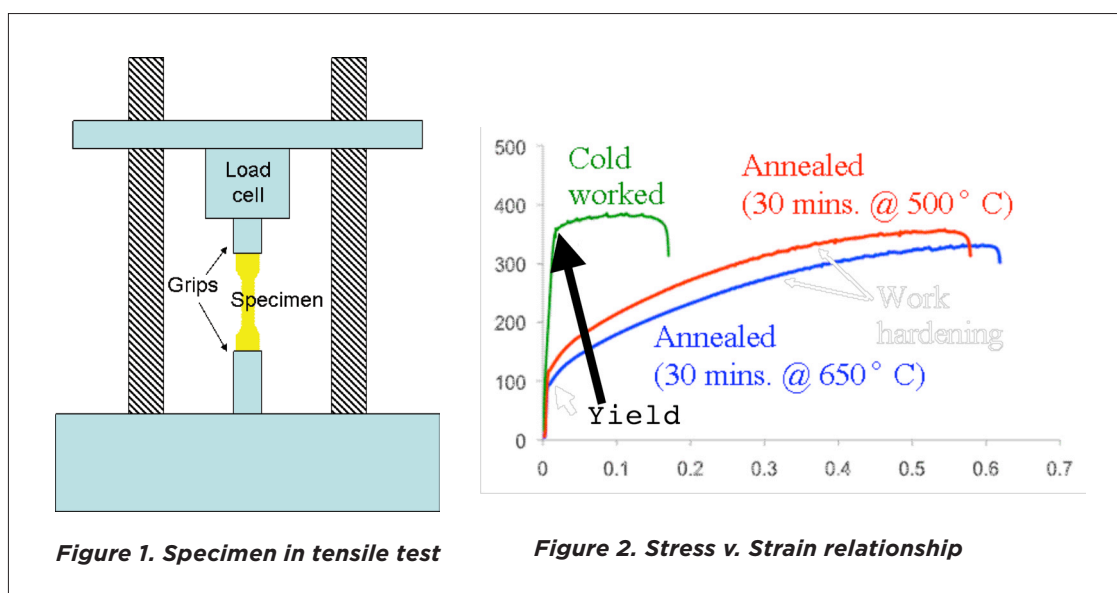 Load
cell
Grips
Specimen
Figure 1. Specimen in tensile test
500
400
300
200
100
0
0
0.1
0.2
0.3
0.4
0.5
0.6
0.7
Cold
worked
Annealed
(30 mins. @ 500° C)
Work
hardening
Annealed
(30 mins. @ 650° C)
Yield
Figure 2. Stress v. Strain relationship